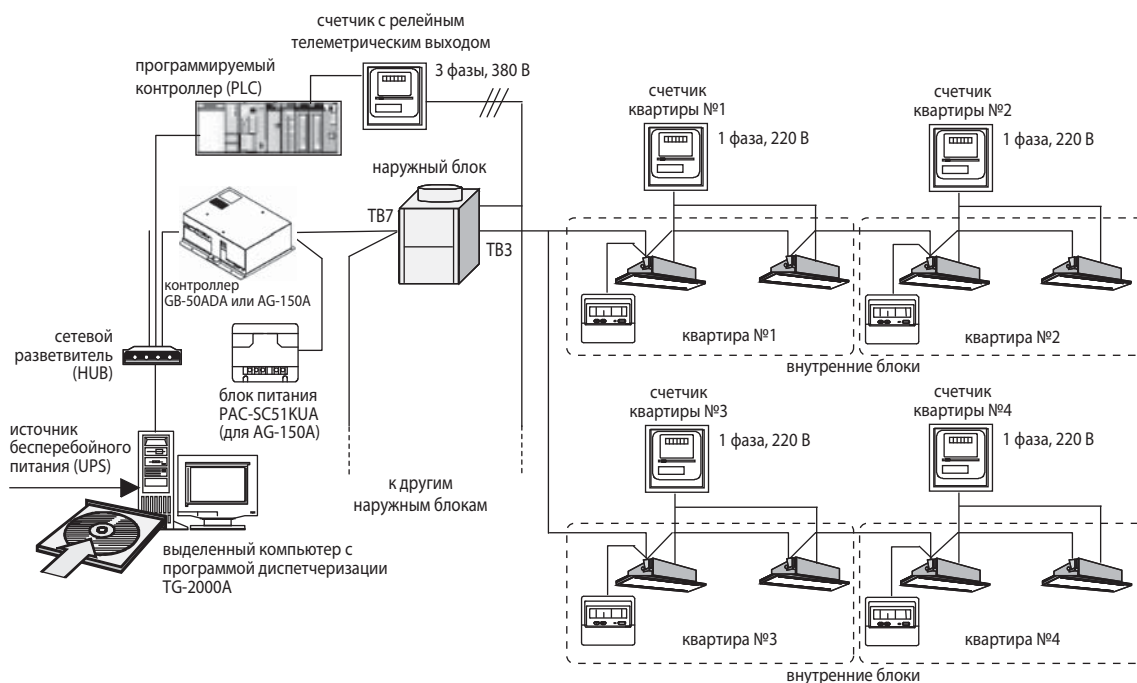 счетчик с релейным
телеметрическим выходом
3 фазы, 380 В
программируемый
контроллер (PLC)
наружный блок
TB7
TB3
контроллер
GB-50ADA или AG-150A
сетевой
разветвитель
(HUB)
блок питания
PAC-SC51KUA
(для AG-150A)
источник
бесперебойного
питания (UPS)
к другим
наружным блокам
выделенный компьютер с
программой диспетчеризации
TG-2000A
счетчик
квартиры №1
1 фаза, 220 В
счетчик
квартиры №2
1 фаза, 220 В
квартира №1
квартира №2
внутренние блоки
счетчик
квартиры №3
1 фаза, 220 В
счетчик
квартиры №4
1 фаза, 220 В
квартира №3
квартира №4
внутренние блоки